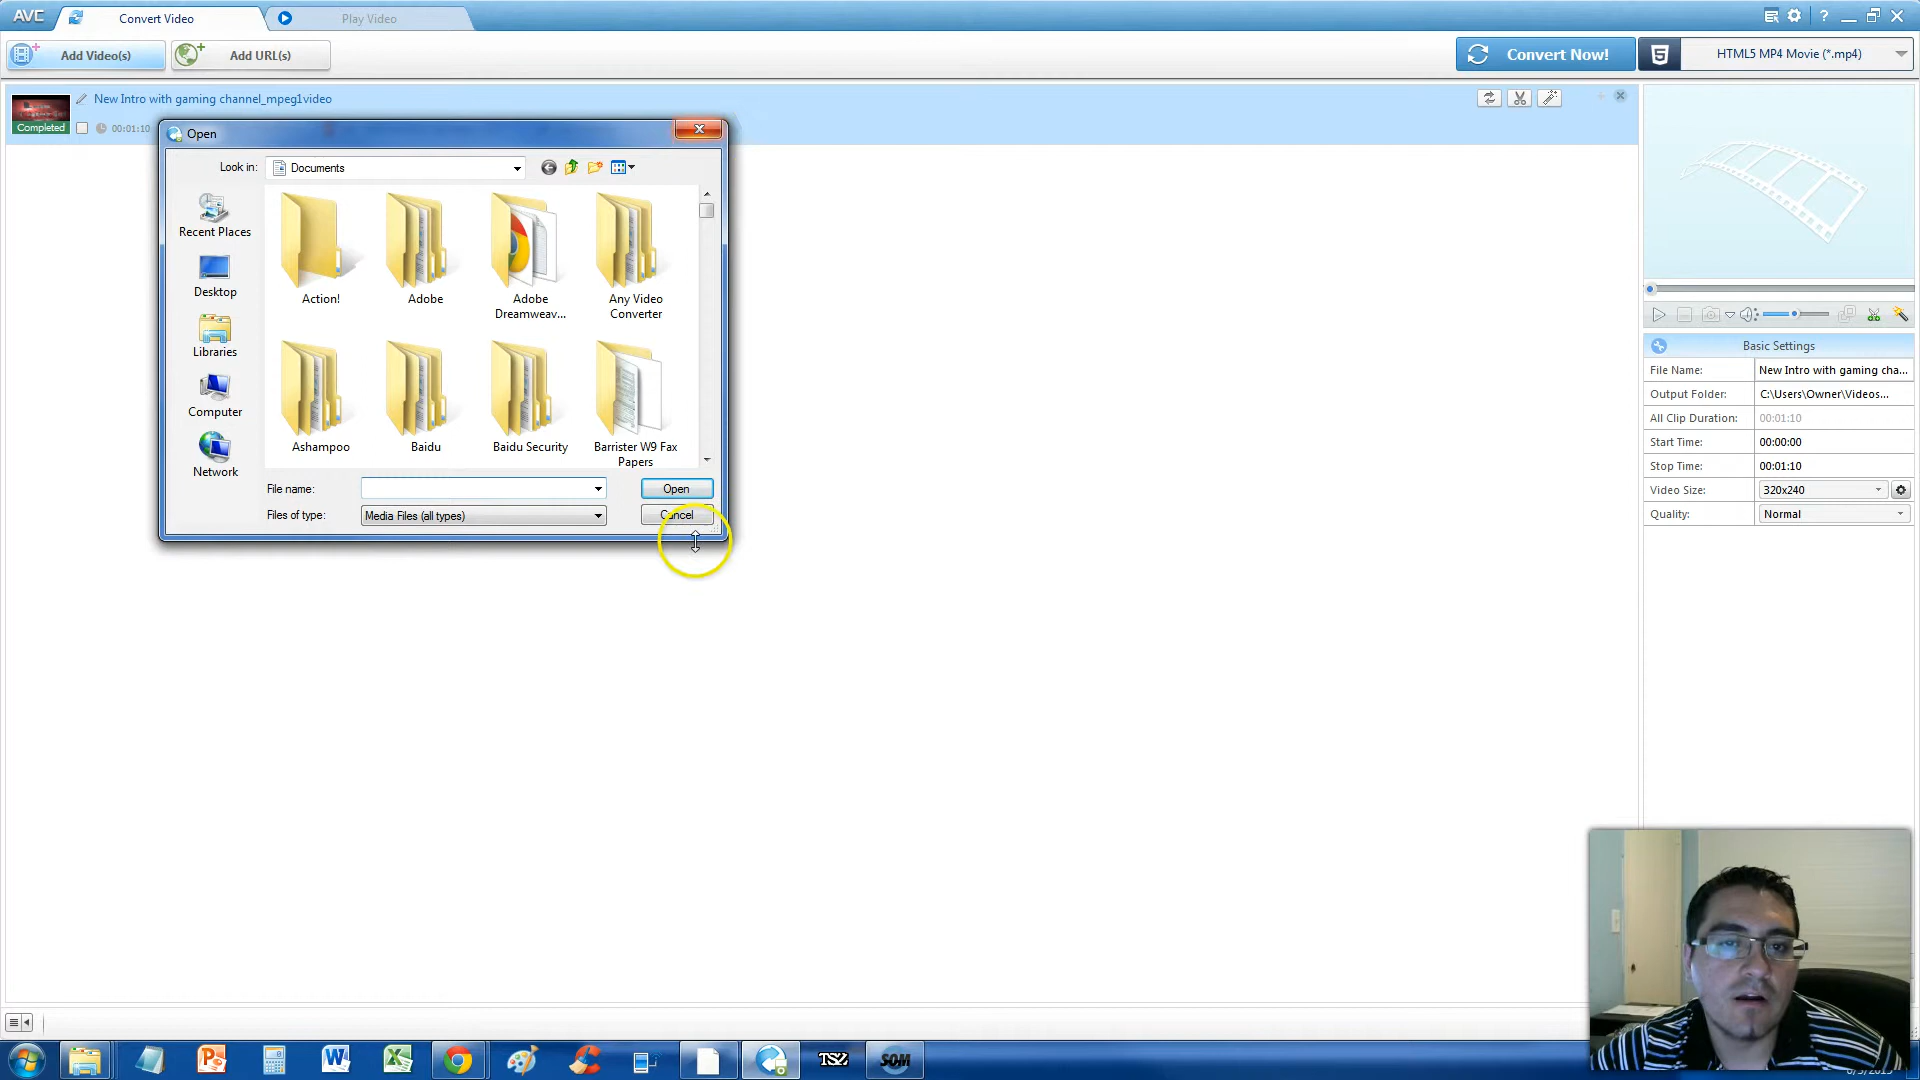 AVC
Convert Video
Play Video
Add Video(s)
Add URL(s)
Convert Now!
HTML5 MP4 Movie (*.mp4)
New Intro with gaming channel_mpeg1video
Completed
00:01:10
Open
Look in:
Documents
Recent Places
Desktop
Libraries
Computer
Network
Action!
Adobe
Adobe
Dreamweav...
Any Video
Converter
Ashampoo
Baidu
Baidu Security
Barrister W9 Fax
Papers
File name:
Open
Files of type:
Media Files (all types)
Cancel
Basic Settings
File Name:
New Intro with gaming cha...
Output Folder:
C:\Users\Owner\Videos...
All Clip Duration:
00:01:10
Start Time:
00:00:00
Stop Time:
00:01:10
Video Size:
320x240
Quality:
Normal
TS2
SOM